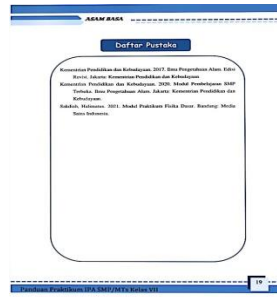 ASAM BASA
Daftar Pustaka
Kementrian Pendidikan dan Kebudayaan. 2017. Ilmu Pengetahuan Alam. Edisi
Revisi. Jakarta: Kementrian Pendidikan dan Kebudayaan
Kementrian Pendidikan dan Kebudayaan. 2020. Modul Pembelajaran SMP
Terbuka. Ilmu Pengetahuan Alam. Jakarta: Kementrian Pendidikan dan
Kebudayaan.
Sakdiah, Halimatus. 2021. Modul Praktikum Fisika Dasar. Bandung: Media
Sains Indonesia.
Panduan Praktikum IPA SMP/MTs Kelas VII
19